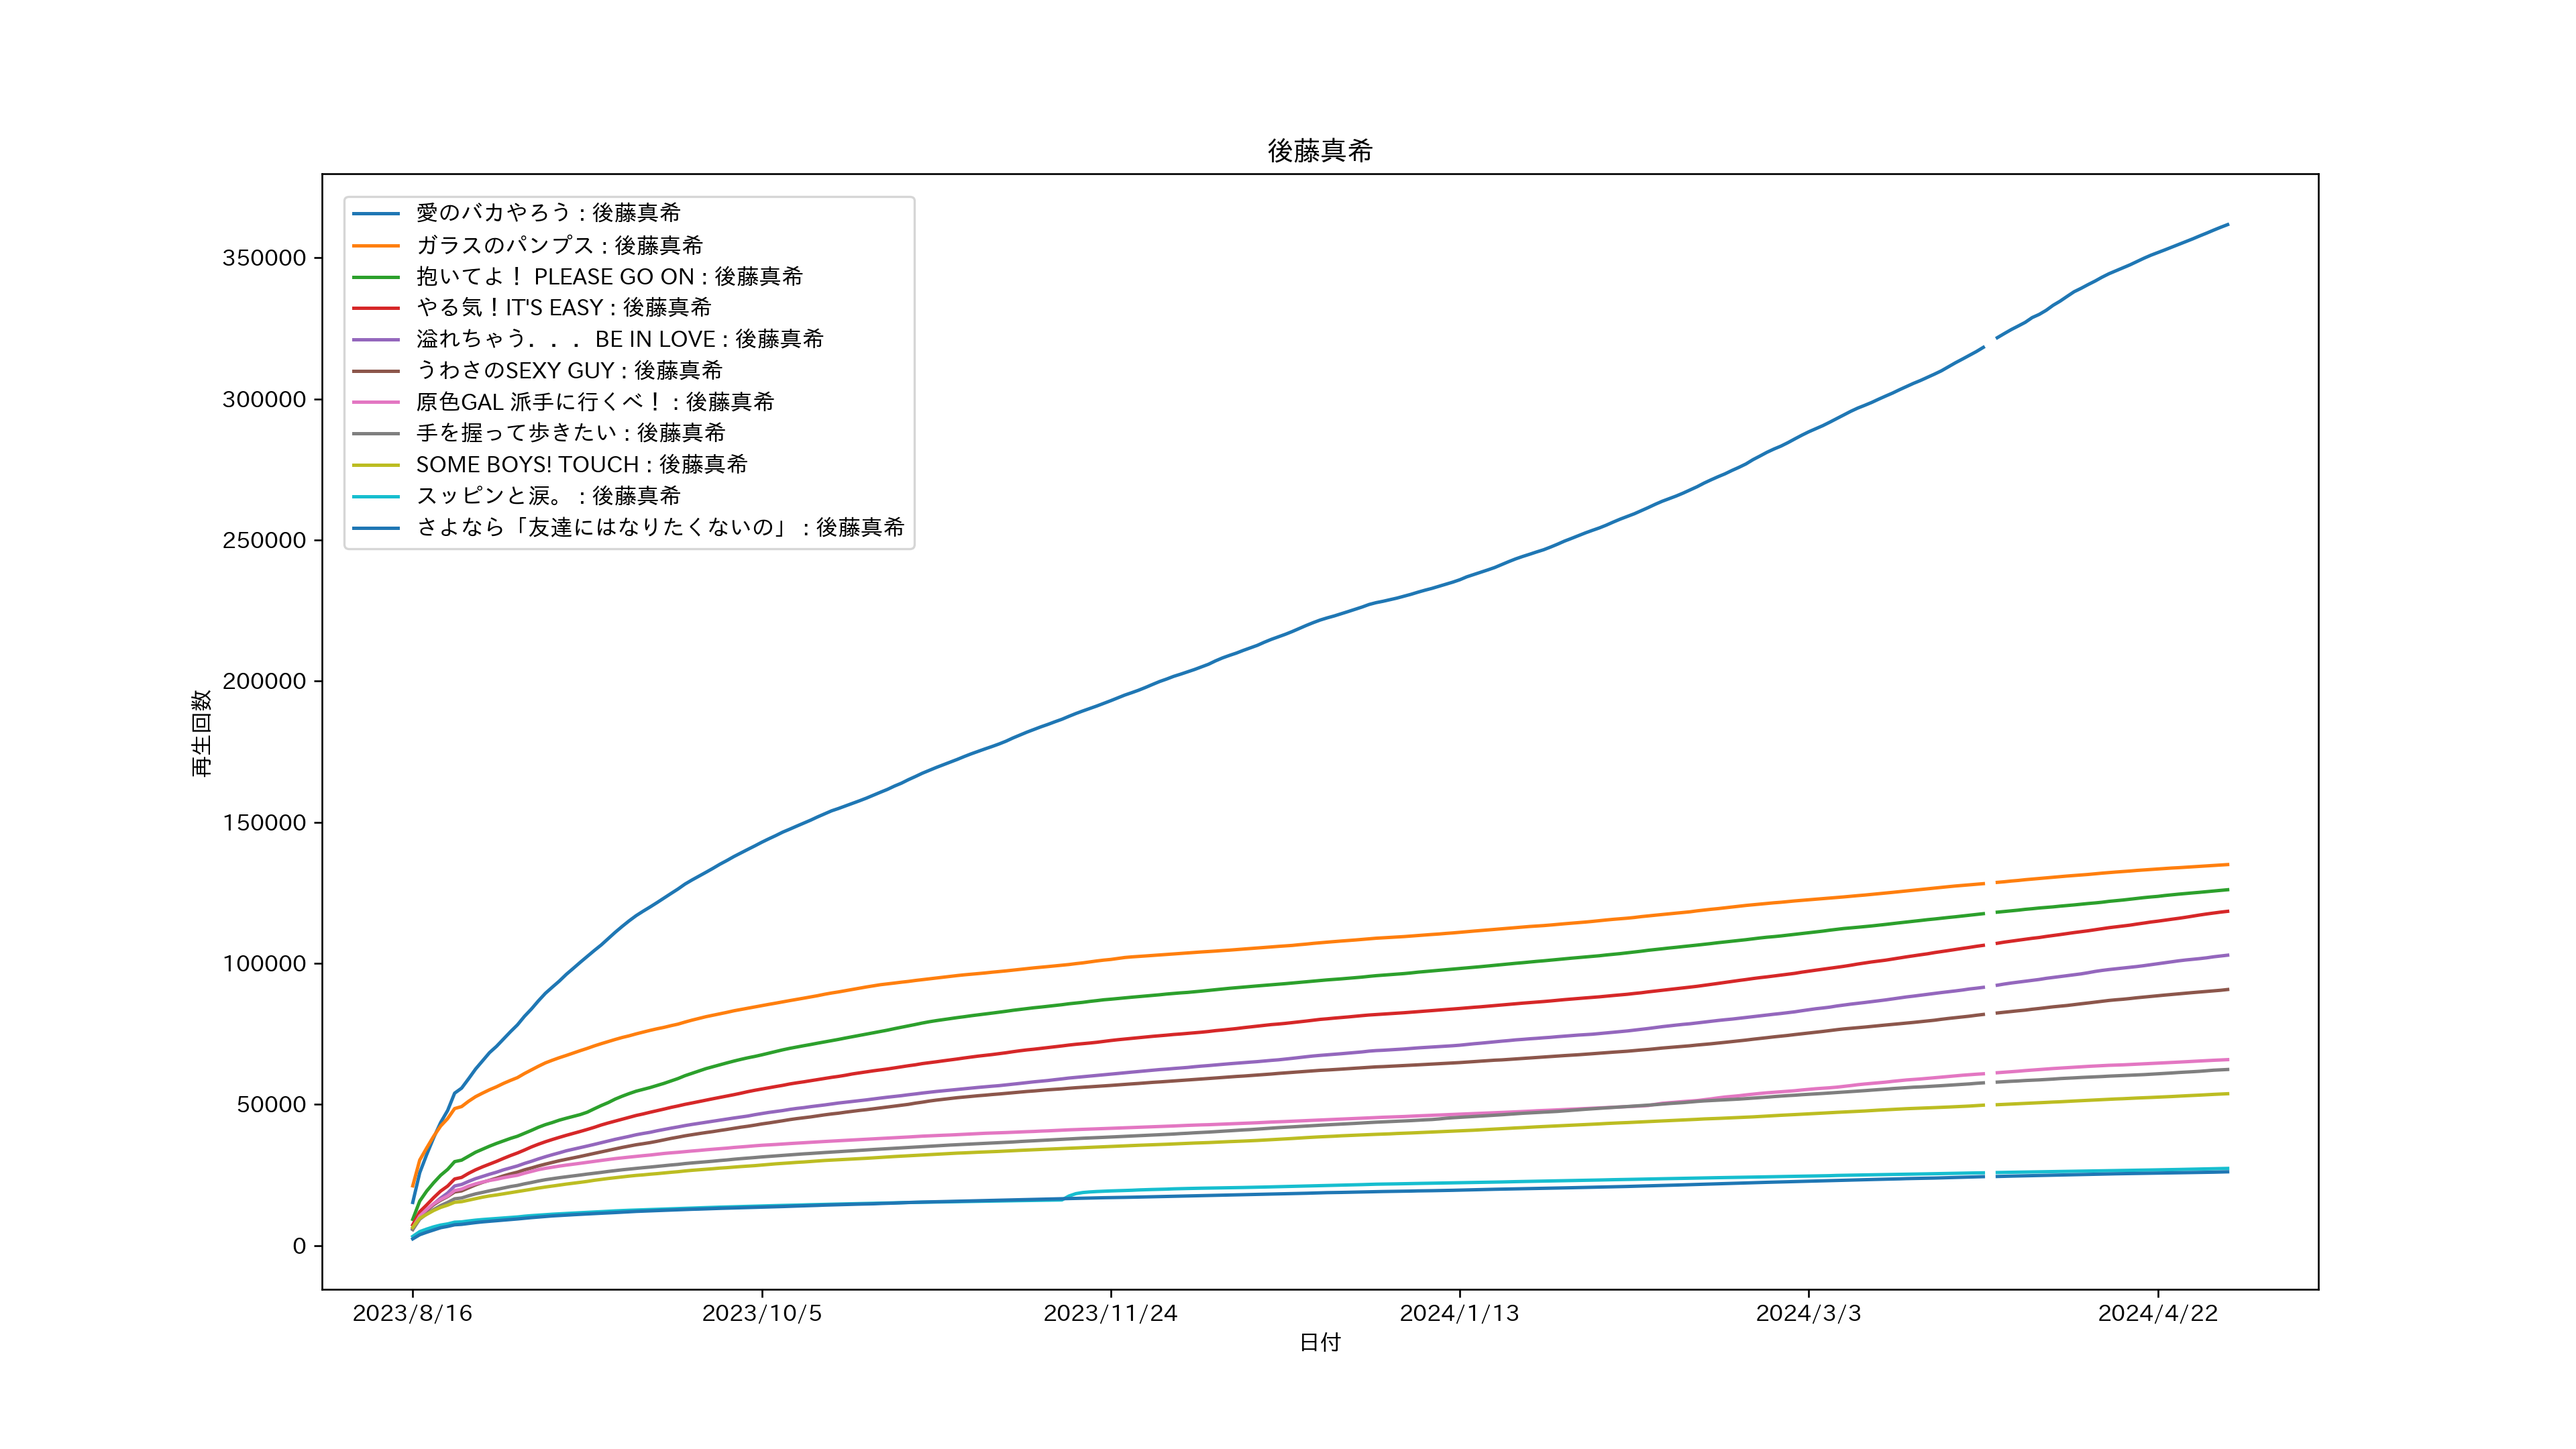 後藤真希
愛のバカやろう : 後藤真希
ガラスのパンプス : 後藤真希
抱いてよ！ PLEASE GO ON : 後藤真希
やる気！IT'S EASY : 後藤真希
溢れちゃう．．． BE IN LOVE : 後藤真希
うわさのSEXY GUY : 後藤真希
原色GAL 派手に行くべ！ : 後藤真希
手を握って歩きたい : 後藤真希
SOME BOYS! TOUCH : 後藤真希
スッピンと涙。 : 後藤真希
さよなら「友達にはなりたくないの」 : 後藤真希
350000
300000
250000
200000
150000
100000
50000
0
再生回数
2023/8/16
2023/10/5
2023/11/24
2024/1/13
2024/3/3
2024/4/22
日付